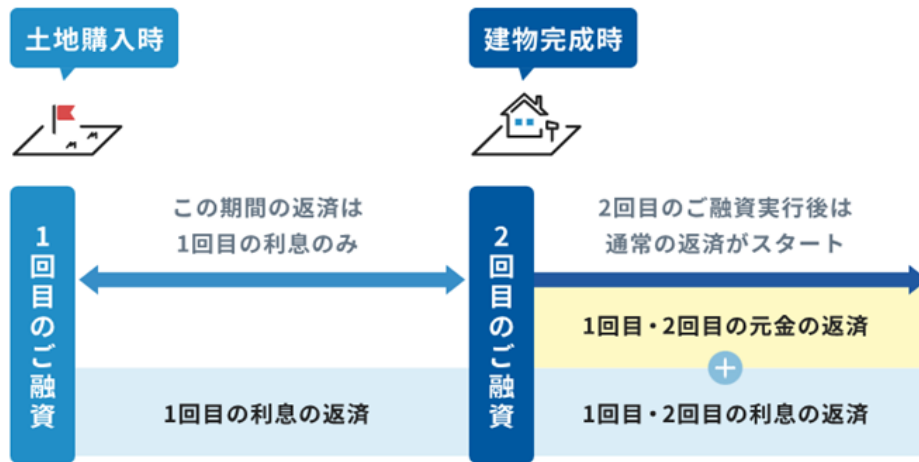 土地購入時
建物完成時
1回目のご融資
この期間の返済は
1回目の利息のみ
2回目のご融資
2回目のご融資実行後は
通常の返済がスタート
1回目・2回目の元金の返済
+
1回目の利息の返済
1回目・2回目の利息の返済